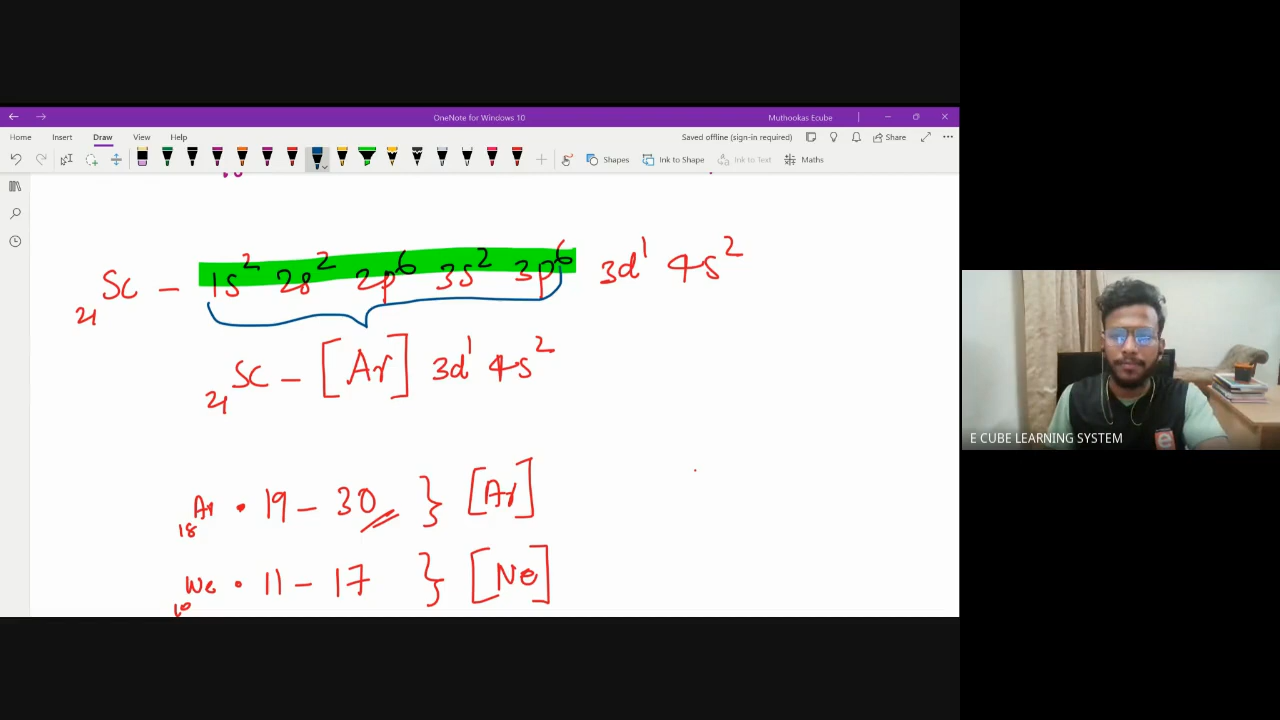 OneNote for Windows 10
Muthookas Ecube
Home Insert Draw View Help
Saved offline (sign-in required)
Share
Shapes Ink to Shape Ink to Text Maths
₂₁Sc – 1s² 2s² 2p⁶ 3s² 3p⁶ 3d¹ 4s²
₂₁Sc – [Ar] 3d¹ 4s²
₁₈Ar • 19 – 30 } [Ar]
₁₀Ne • 11 – 17 } [Ne]
E CUBE LEARNING SYSTEM